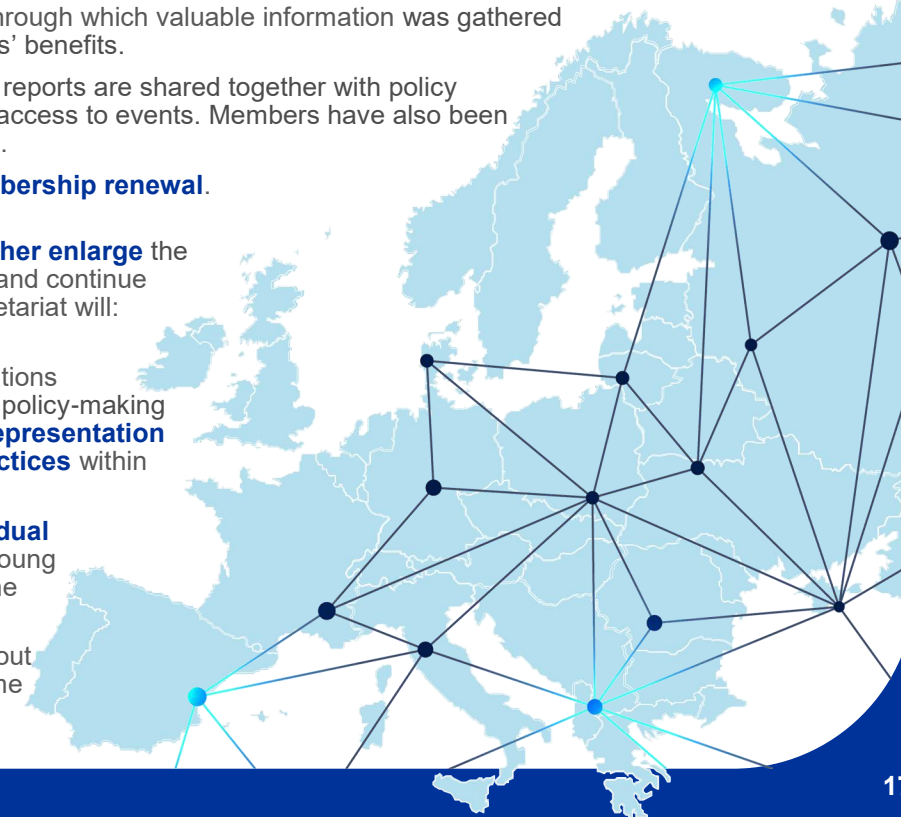 through which valuable information was gathered
s' benefits.
reports are shared together with policy
access to events. Members have also been
.
bership renewal.
her enlarge the
and continue
etariat will:
tions
policy-making
epresentation
ctices within
dual
oung
ne
out
me
17